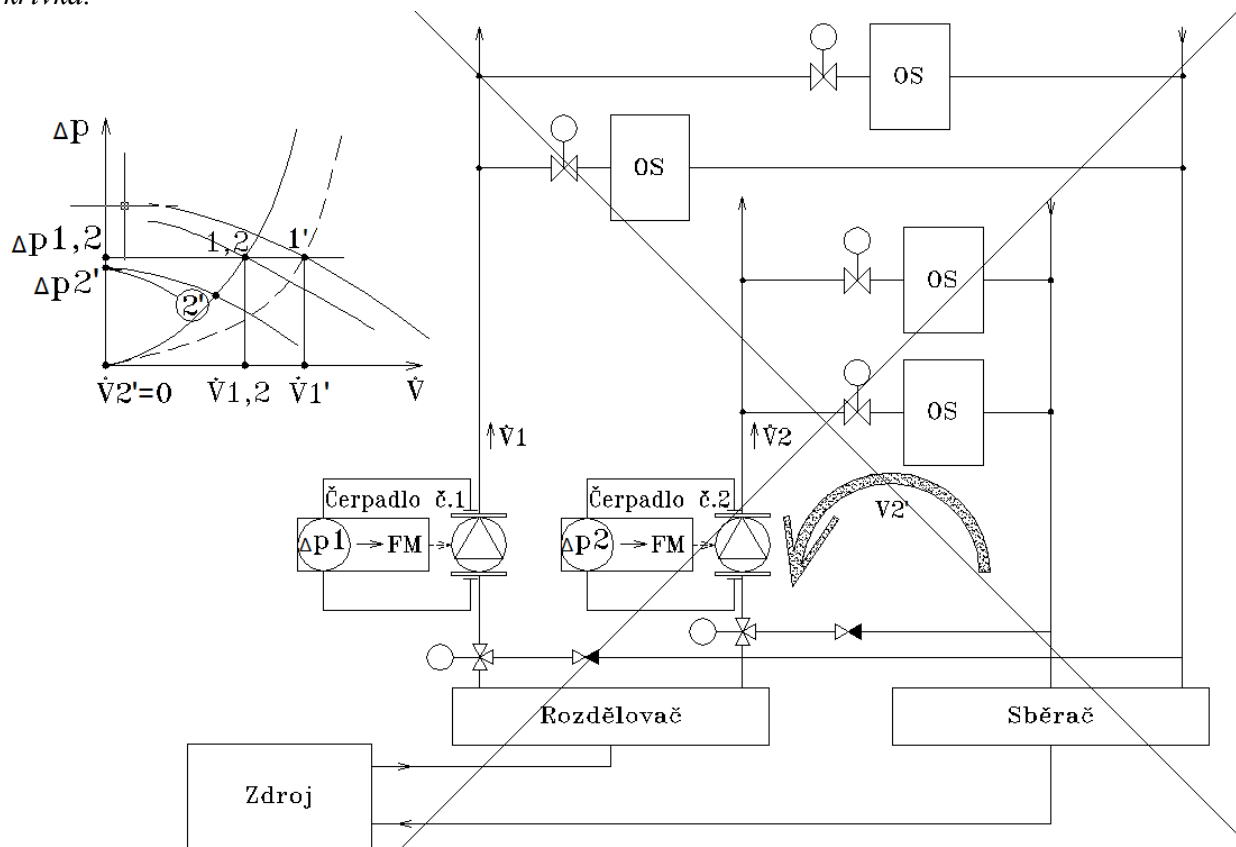 křivka.
OS
OS
Δp
Δp1,2
1,2
1'
Δp2'
2'
V̇2'=0
V̇1,2
V̇1'
V̇
OS
OS
V̇1
V̇2
Čerpadlo č.1
Čerpadlo č.2
V2'
Δp1
FM
Δp2
FM
Rozdělovač
Sběrač
Zdroj